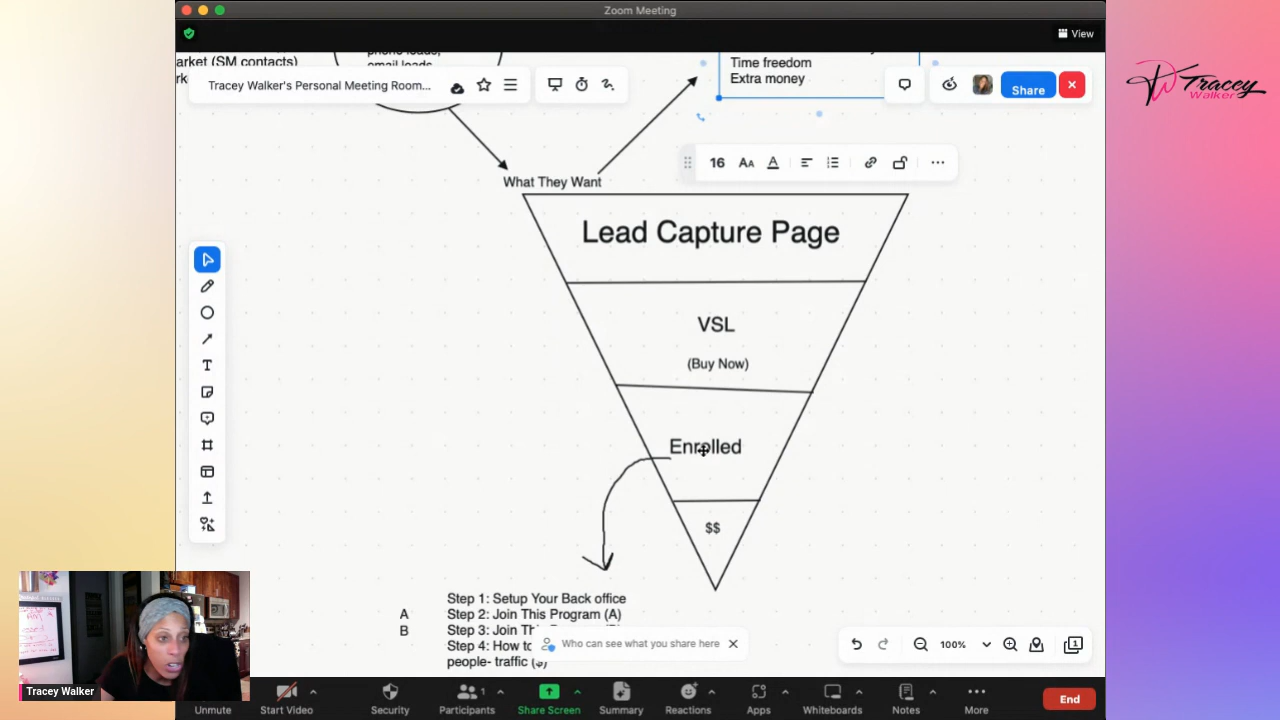 Zoom Meeting
View
arket (SM contacts)
phone leads,
email leads
Time freedom
Extra money
Tracey Walker's Personal Meeting Room...
Share
Tracey
Walker
16
What They Want
Lead Capture Page
VSL
(Buy Now)
Enrolled
$$
Step 1: Setup Your Back office
A Step 2: Join This Program (A)
B Step 3: Join Th
Step 4: How to
people- traffic ($)
Who can see what you share here
100%
1
Tracey Walker
Unmute
Start Video
Security
Participants 1
Share Screen
Summary
Reactions
Apps
Whiteboards
Notes
More
End